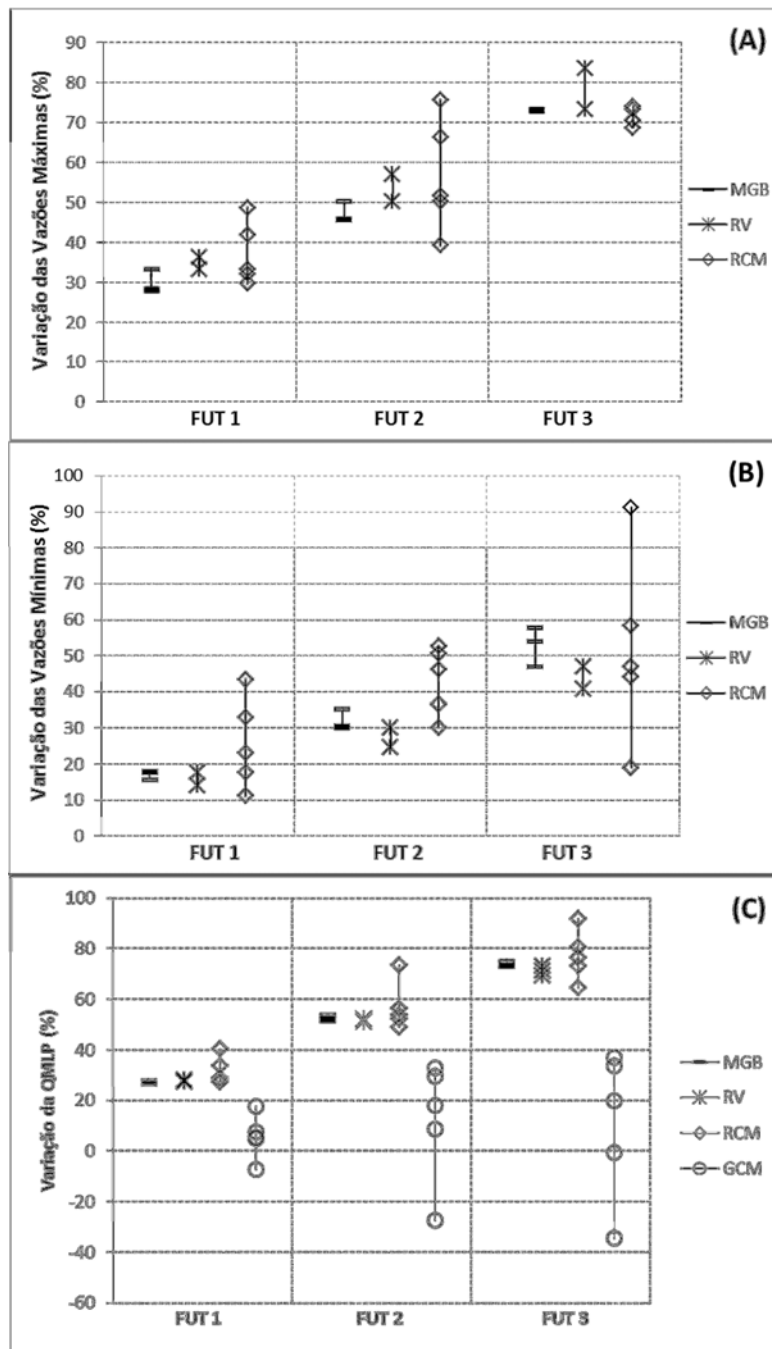 (A)
Variação das Vazões Máximas (%)
90
80
70
60
50
40
30
20
10
0
FUT 1 FUT 2 FUT 3
MGB
RV
RCM
(B)
Variação das Vazões Mínimas (%)
100
90
80
70
60
50
40
30
20
10
0
FUT 1 FUT 2 FUT 3
MGB
RV
RCM
(C)
Variação da QMLP (%)
100
80
60
40
20
0
-20
-40
-60
FUT 1 FUT 2 FUT 3
MGB
RV
RCM
GCM